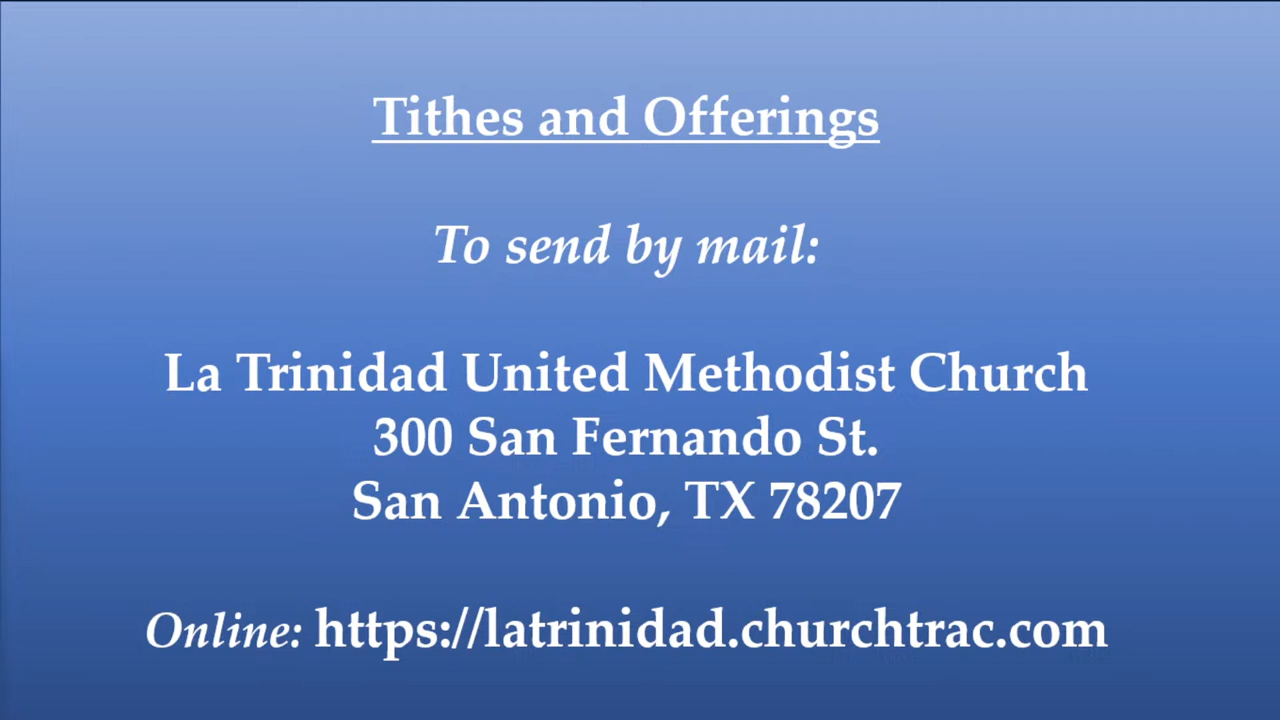 Tithes and Offerings
To send by mail:
La Trinidad United Methodist Church
300 San Fernando St.
San Antonio, TX 78207
Online: https://latrinidad.churchtrac.com